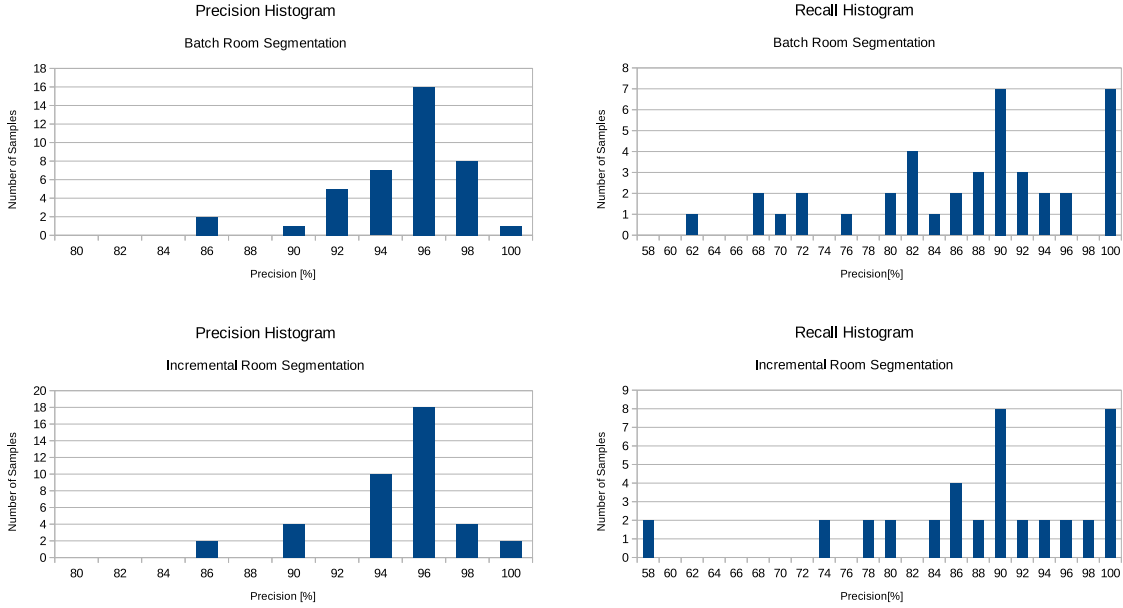 Precision Histogram
Batch Room Segmentation
Number of Samples
18
16
14
12
10
8
6
4
2
0
80 82 84 86 88 90 92 94 96 98 100
Precision [%]
Recall Histogram
Batch Room Segmentation
Number of Samples
8
7
6
5
4
3
2
1
0
58 60 62 64 66 68 70 72 74 76 78 80 82 84 86 88 90 92 94 96 98 100
Precision[%]
Precision Histogram
Incremental Room Segmentation
Number of Samples
20
18
16
14
12
10
8
6
4
2
0
80 82 84 86 88 90 92 94 96 98 100
Precision [%]
Recall Histogram
Incremental Room Segmentation
Number of Samples
9
8
7
6
5
4
3
2
1
0
58 60 62 64 66 68 70 72 74 76 78 80 82 84 86 88 90 92 94 96 98 100
Precision[%]